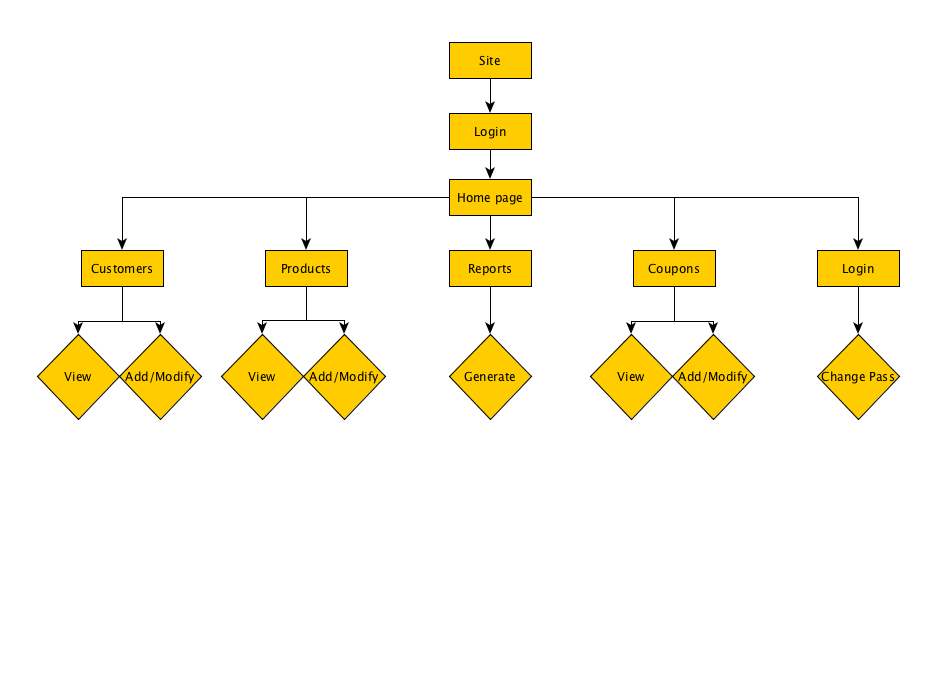 Site
Login
Home page
Customers
Products
Reports
Coupons
Login
View
Add/Modify
View
Add/Modify
Generate
View
Add/Modify
Change Pass